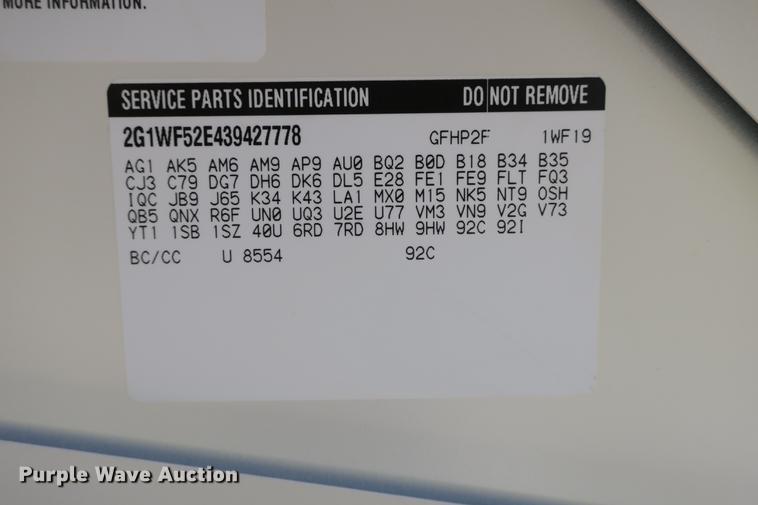 MORE INFORMATION.
SERVICE PARTS IDENTIFICATION DO NOT REMOVE
2G1WF52E439427778 GFHP2F 1WF19
AG1 AK5 AM6 AM9 AP9 AU0 BQ2 B0D B18 B34 B35
CJ3 C79 DG7 DH6 DK6 DL5 E28 FE1 FE9 FLT FQ3
IQC JB9 J65 K34 K43 LA1 MX0 M15 NK5 NT9 OSH
QB5 QNX R6F UN0 UQ3 U2E U77 VM3 VN9 V2G V73
YT1 1SB 1SZ 40U 6RD 7RD 8HW 9HW 92C 92I
BC/CC U 8554 92C
Purple Wave Auction